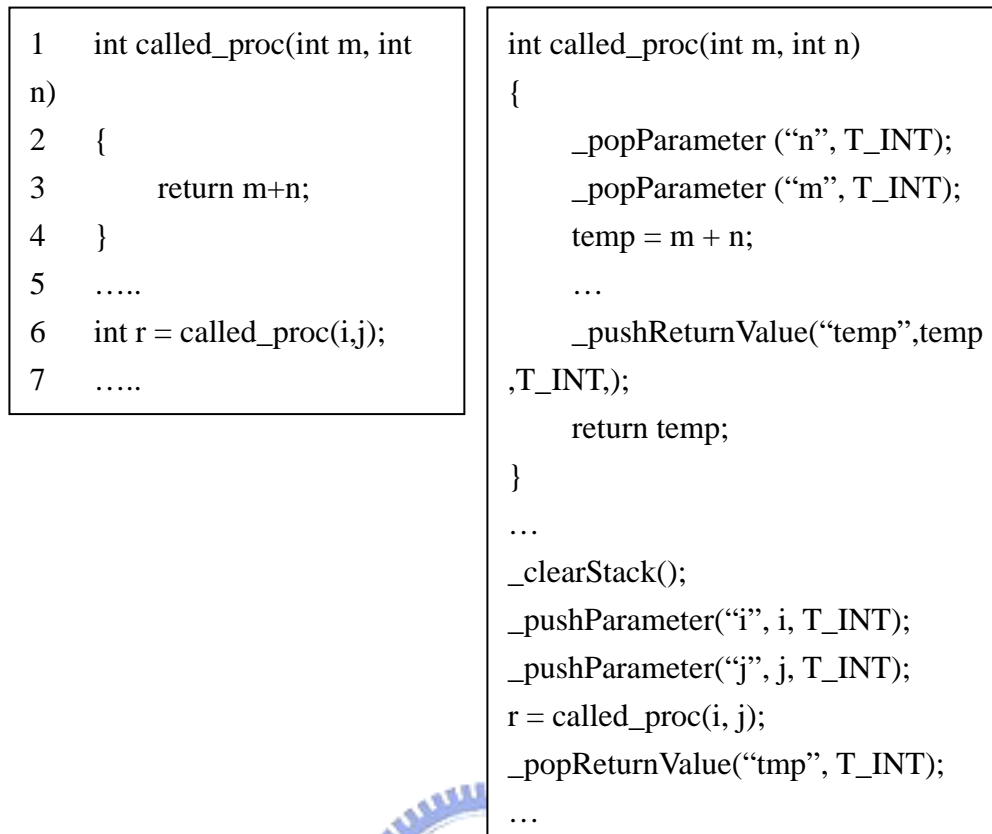 1 int called_proc(int m, int
n)
2 {
3 return m+n;
4 }
5 …..
6 int r = called_proc(i,j);
7 …..
int called_proc(int m, int n)
{
_popParameter (“n”, T_INT);
_popParameter (“m”, T_INT);
temp = m + n;
…
_pushReturnValue(“temp”,temp
,T_INT,);
return temp;
}
…
_clearStack();
_pushParameter(“i”, i, T_INT);
_pushParameter(“j”, j, T_INT);
r = called_proc(i, j);
_popReturnValue(“tmp”, T_INT);
…